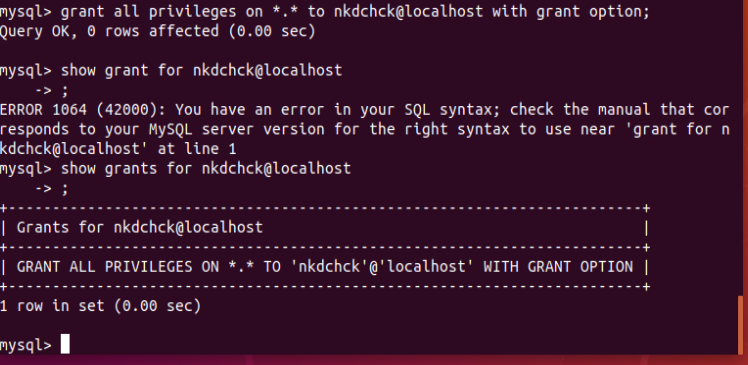 mysql> grant all privileges on *.* to nkdchck@localhost with grant option;
Query OK, 0 rows affected (0.00 sec)
mysql> show grant for nkdchck@localhost
    -> ;
ERROR 1064 (42000): You have an error in your SQL syntax; check the manual that cor
responds to your MySQL server version for the right syntax to use near 'grant for n
kdchck@localhost' at line 1
mysql> show grants for nkdchck@localhost
    -> ;
+---------------------------------------------------------------------+
| Grants for nkdchck@localhost                                        |
+---------------------------------------------------------------------+
| GRANT ALL PRIVILEGES ON *.* TO 'nkdchck'@'localhost' WITH GRANT OPTION |
+---------------------------------------------------------------------+
1 row in set (0.00 sec)
mysql>